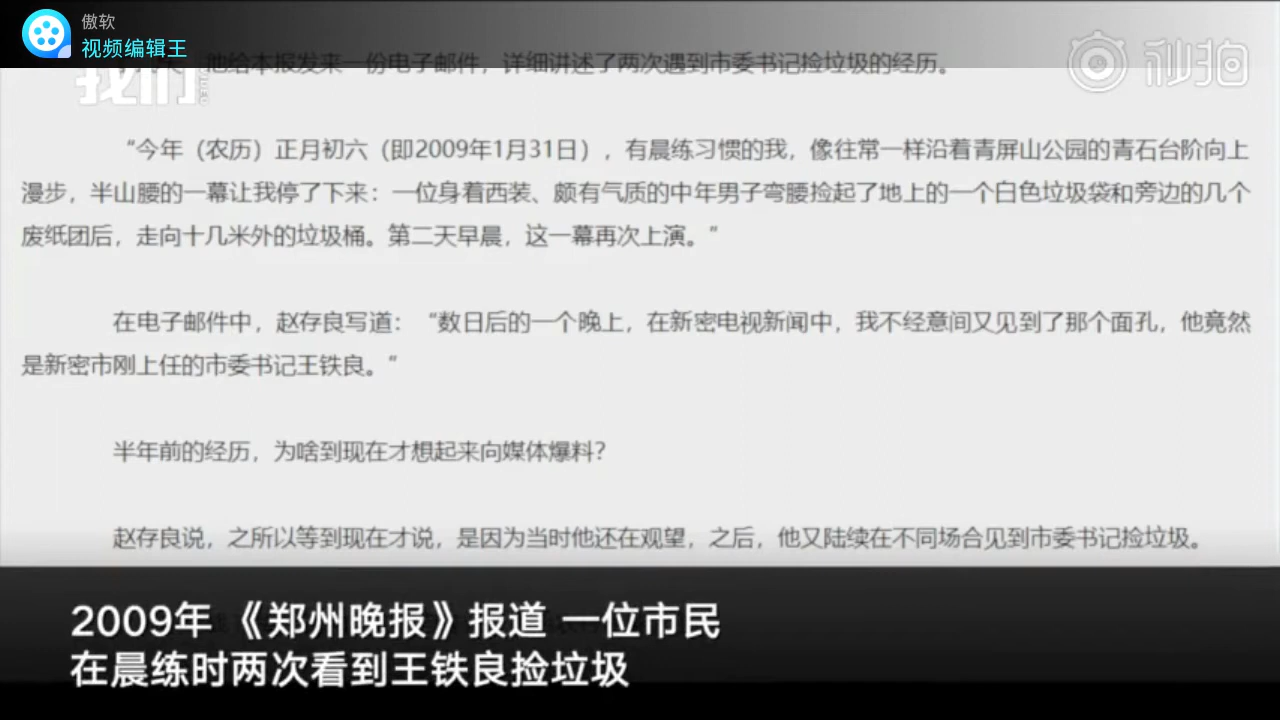 傲软
视频编辑王
他给本报发来一份电子邮件，详细讲述了两次遇到市委书记捡垃圾的经历。
我们
秒拍
“今年（农历）正月初六（即2009年1月31日），有晨练习惯的我，像往常一样沿着青屏山公园的青石台阶向上
漫步，半山腰的一幕让我停了下来：一位身着西装、颇有气质的中年男子弯腰捡起了地上的一个白色垃圾袋和旁边的几个
废纸团后，走向十几米外的垃圾桶。第二天早晨，这一幕再次上演。”
在电子邮件中，赵存良写道：“数日后的一个晚上，在新密电视新闻中，我不经意间又见到了那个面孔，他竟然
是新密市刚上任的市委书记王铁良。”
半年前的经历，为啥到现在才想起来向媒体爆料？
赵存良说，之所以等到现在才说，是因为当时他还在观望，之后，他又陆续在不同场合见到市委书记捡垃圾。
2009年 《郑州晚报》报道 一位市民
在晨练时两次看到王铁良捡垃圾